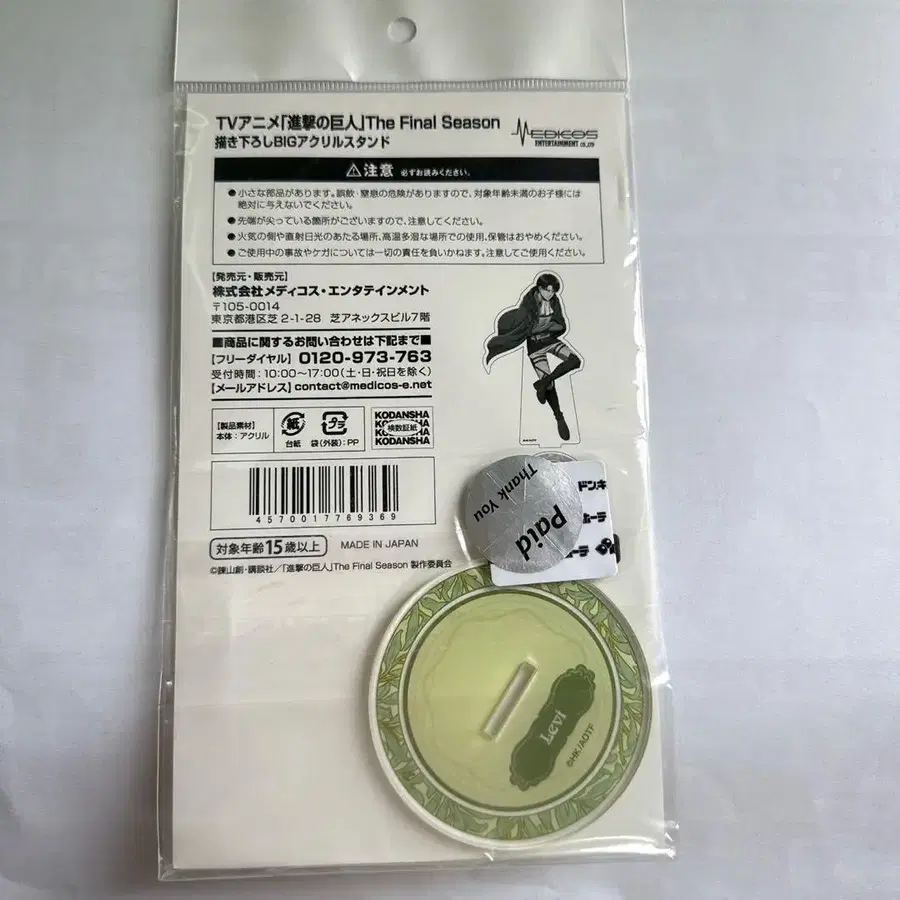 TVアニメ「進撃の巨人」The Final Season
描き下ろしBIGアクリルスタンド
MEDICOS
ENTERTAINMENT CO.,LTD
⚠注意 必ずお読みください。
●小さな部品があります。誤飲・窒息の危険がありますので、対象年齢未満のお子様には
絶対に与えないでください。
●先端が尖っている箇所がございますので、注意してください。
●火気の側や直射日光のあたる場所、高温多湿な場所での使用、保管はおやめください。
●ご使用中の事故やケガについては一切の責任を負いかねます。注意してご使用ください。
【発売元・販売元】
株式会社メディコス・エンタテインメント
〒105-0014
東京都港区芝2-1-28 芝アネックスビル7階
■商品に関するお問い合わせは下記まで■
【フリーダイヤル】0120-973-763
受付時間：10:00〜17:00（土・日・祝日を除く）
【メールアドレス】contact@medicos-e.net
【製品素材】
本体：アクリル
紙
台紙
プラ
袋（外装）：PP
KODANSHA
検数証紙
KODANSHA
4570017769369
対象年齢15歳以上
MADE IN JAPAN
©諫山創・講談社／「進撃の巨人」The Final Season 製作委員会
Thank You
Paid
ドンキ
ーテ
Levi
©HK/AOTF